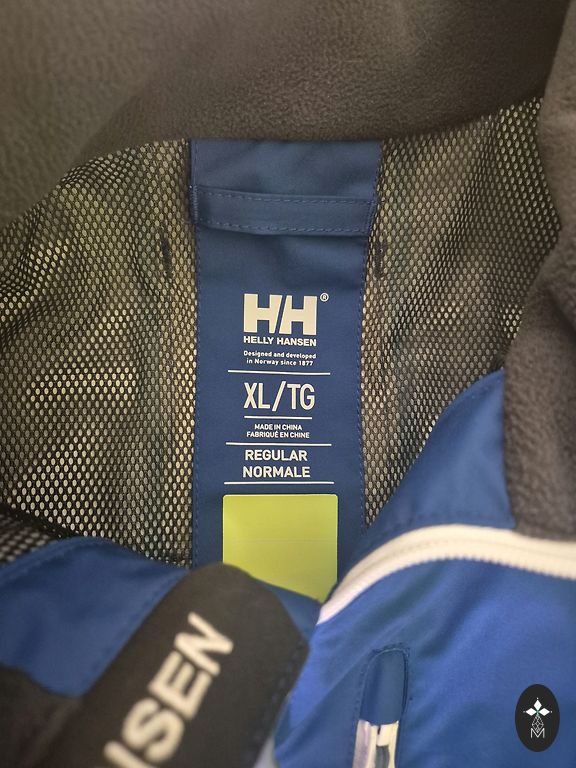 HH®
HELLY HANSEN
Designed and developed
in Norway since 1877
XL/TG
MADE IN CHINA
FABRIQUÉ EN CHINE
REGULAR
NORMALE
NSEN
H
M